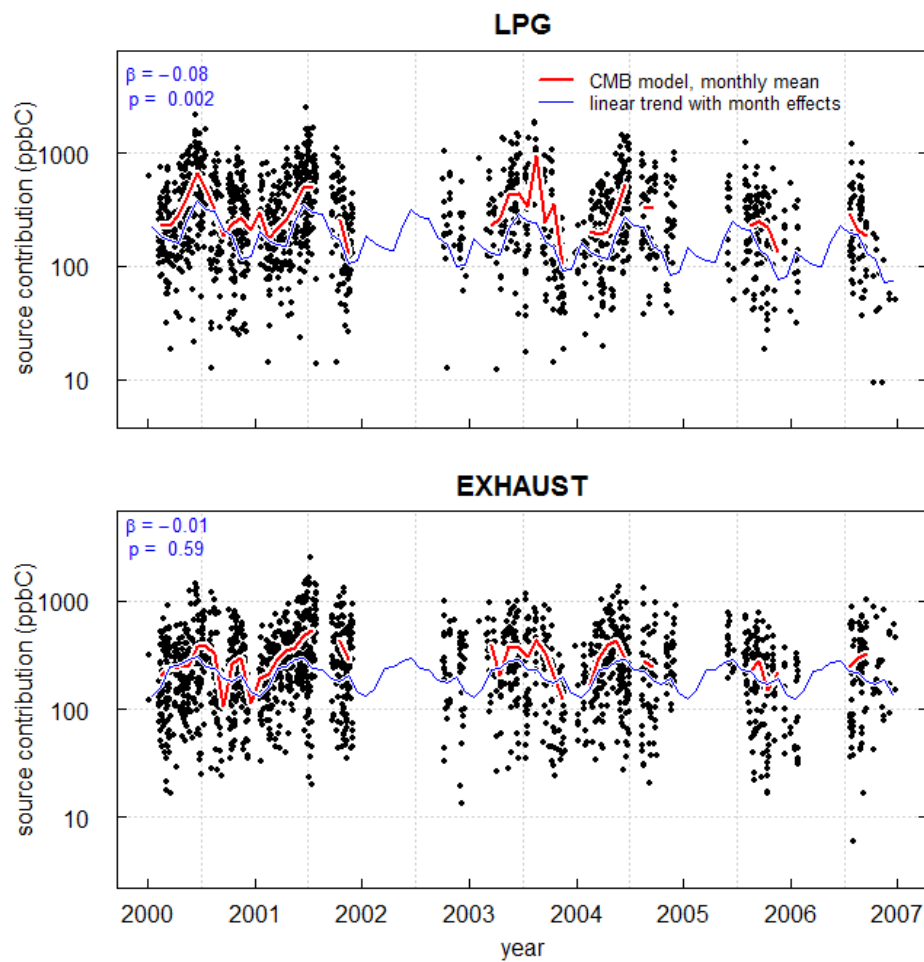 LPG
β = −0.08
p = 0.002
CMB model, monthly mean
linear trend with month effects
source contribution (ppbC)
1000
100
10
EXHAUST
β = −0.01
p = 0.59
source contribution (ppbC)
1000
100
10
2000 2001 2002 2003 2004 2005 2006 2007
year